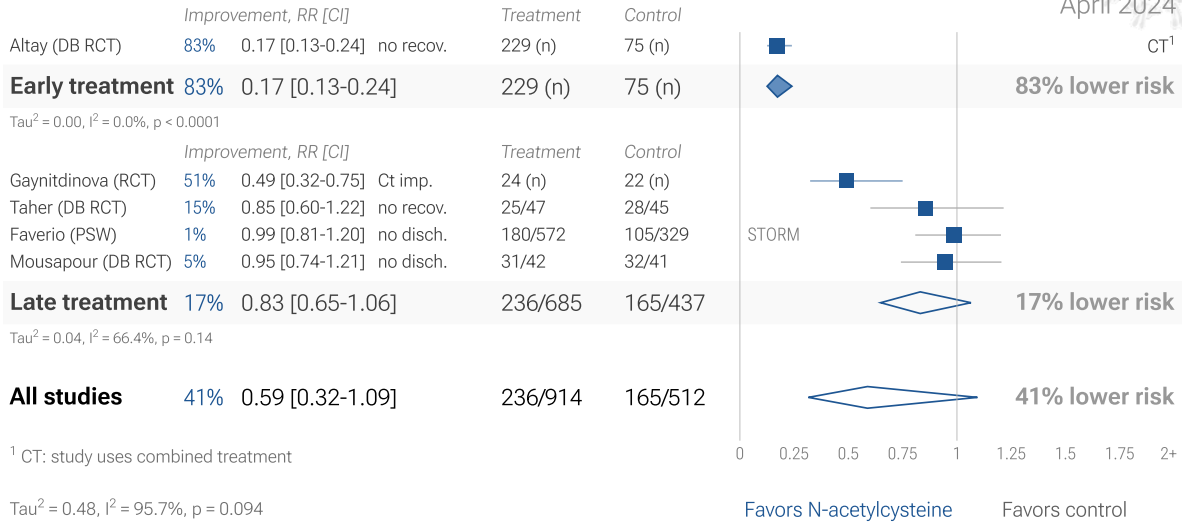 April 2024
Improvement, RR [CI] Treatment Control
Altay (DB RCT) 83% 0.17 [0.13-0.24] no recov. 229 (n) 75 (n) CT¹
Early treatment 83% 0.17 [0.13-0.24] 229 (n) 75 (n) 83% lower risk
Tau² = 0.00, I² = 0.0%, p < 0.0001
Improvement, RR [CI] Treatment Control
Gaynitdinova (RCT) 51% 0.49 [0.32-0.75] Ct imp. 24 (n) 22 (n)
Taher (DB RCT) 15% 0.85 [0.60-1.22] no recov. 25/47 28/45
Faverio (PSW) 1% 0.99 [0.81-1.20] no disch. 180/572 105/329 STORM
Mousapour (DB RCT) 5% 0.95 [0.74-1.21] no disch. 31/42 32/41
Late treatment 17% 0.83 [0.65-1.06] 236/685 165/437 17% lower risk
Tau² = 0.04, I² = 66.4%, p = 0.14
All studies 41% 0.59 [0.32-1.09] 236/914 165/512 41% lower risk
¹ CT: study uses combined treatment
0 0.25 0.5 0.75 1 1.25 1.5 1.75 2+
Tau² = 0.48, I² = 95.7%, p = 0.094
Favors N-acetylcysteine Favors control